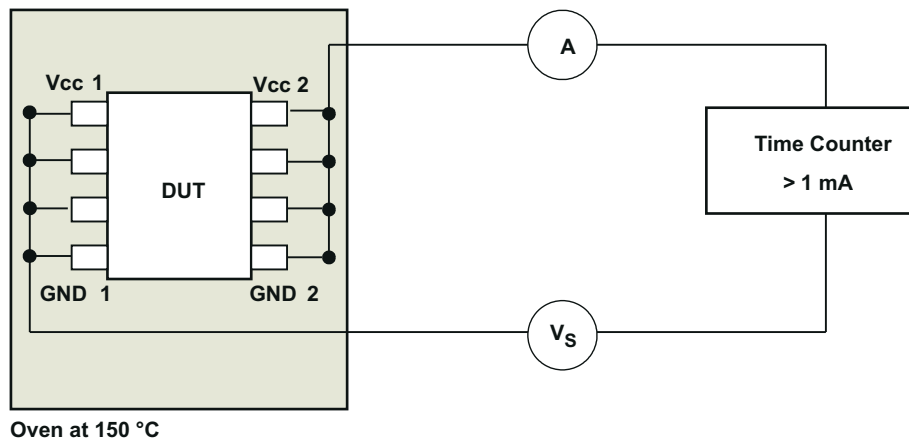 A
Vcc 1
Vcc 2
Time Counter
> 1 mA
DUT
GND 1
GND 2
VS
Oven at 150 °C